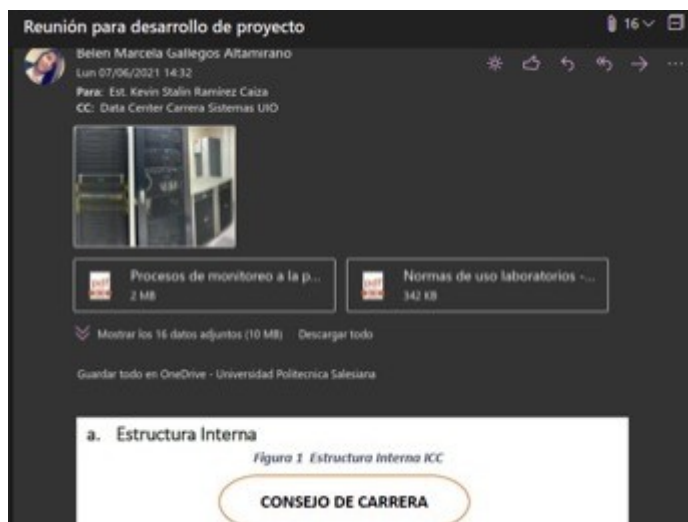 Reunión para desarrollo de proyecto
16
Belen Marcela Gallegos Altamirano
Lun 07/06/2021 14:32
Para: Est. Kevin Stalin Ramirez Caiza
CC: Data Center Carrera Sistemas UIO
pdf
Procesos de monitoreo a la p...
2 MB
pdf
Normas de uso laboratorios -...
342 KB
Mostrar los 16 datos adjuntos (10 MB) Descargar todo
Guardar todo en OneDrive - Universidad Politecnica Salesiana
a. Estructura Interna
Figura 1 Estructura Interna ICC
CONSEJO DE CARRERA